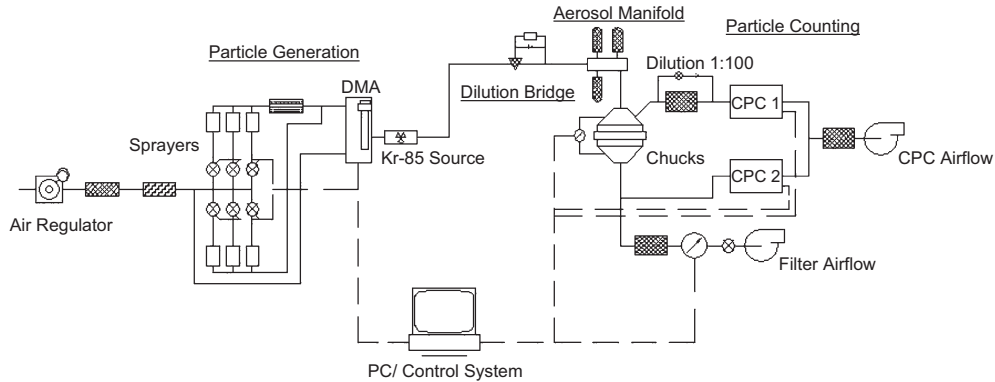 Aerosol Manifold
Particle Counting
Particle Generation
Dilution 1:100
DMA
Dilution Bridge
CPC 1
Sprayers
Kr-85 Source
Chucks
CPC Airflow
CPC 2
Air Regulator
Filter Airflow
PC/ Control System